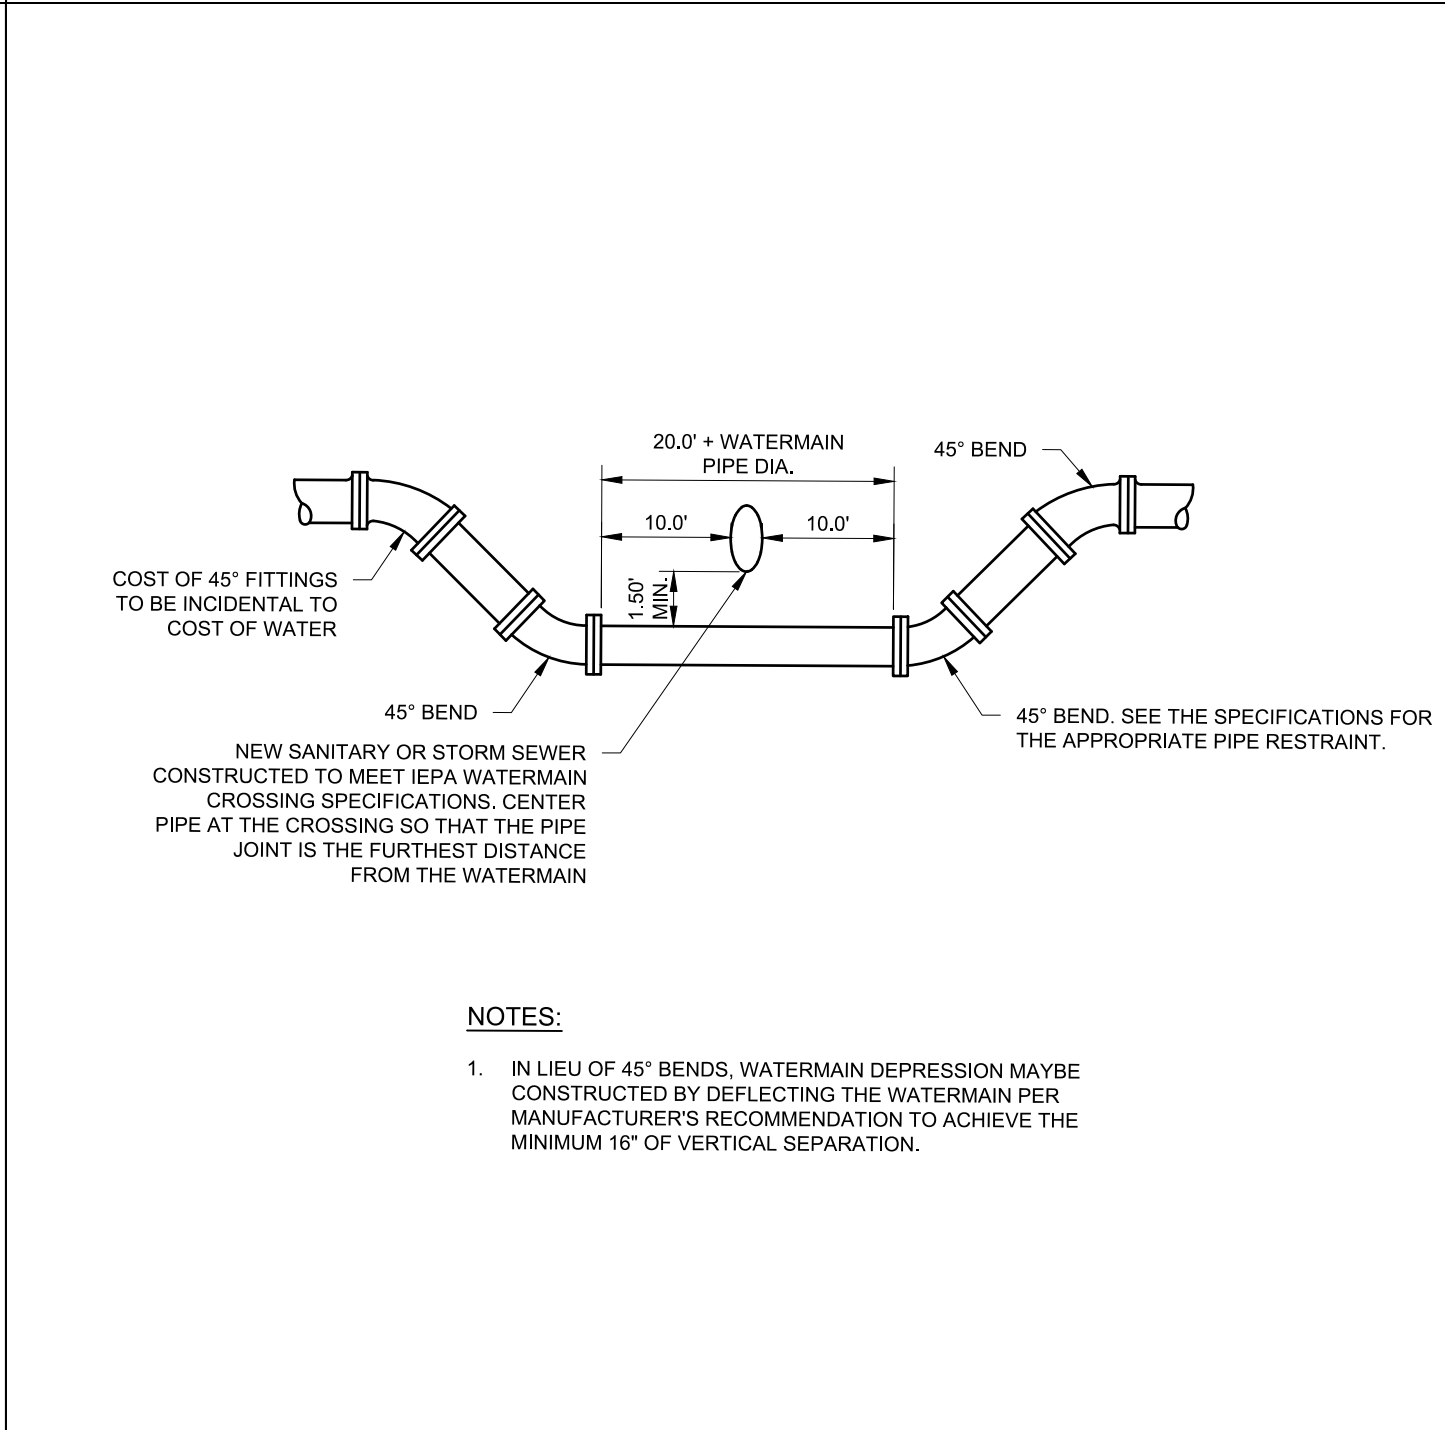 20.0' + WATERMAIN
PIPE DIA.
45° BEND
10.0'
10.0'
1.50'
MIN.
COST OF 45° FITTINGS
TO BE INCIDENTAL TO
COST OF WATER
45° BEND
45° BEND. SEE THE SPECIFICATIONS FOR
THE APPROPRIATE PIPE RESTRAINT.
NEW SANITARY OR STORM SEWER
CONSTRUCTED TO MEET IEPA WATERMAIN
CROSSING SPECIFICATIONS. CENTER
PIPE AT THE CROSSING SO THAT THE PIPE
JOINT IS THE FURTHEST DISTANCE
FROM THE WATERMAIN
NOTES:
1. IN LIEU OF 45° BENDS, WATERMAIN DEPRESSION MAYBE
CONSTRUCTED BY DEFLECTING THE WATERMAIN PER
MANUFACTURER'S RECOMMENDATION TO ACHIEVE THE
MINIMUM 16" OF VERTICAL SEPARATION.